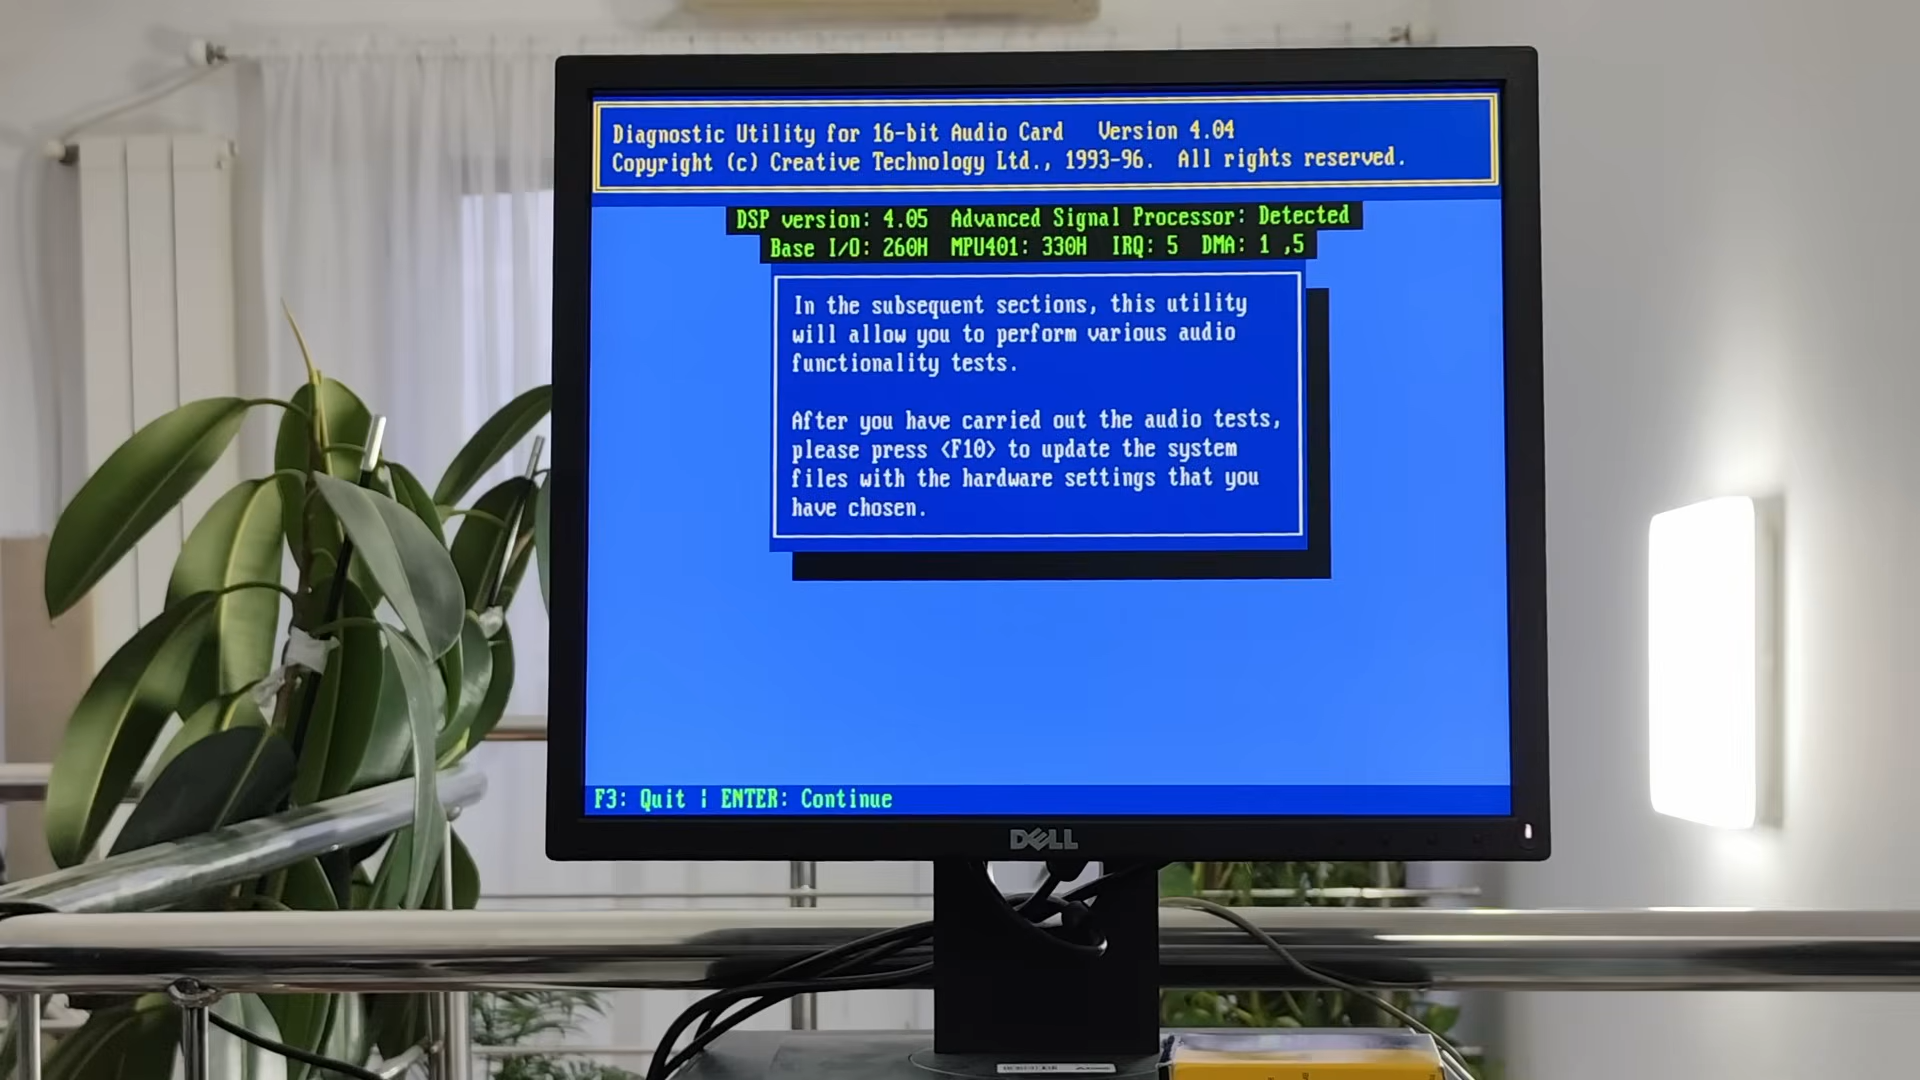 Diagnostic Utility for 16-bit Audio Card Version 4.04
Copyright (c) Creative Technology Ltd., 1993-96. All rights reserved.
DSP version: 4.05 Advanced Signal Processor: Detected
Base I/O: 260H MPU401: 330H IRQ: 5 DMA: 1 ,5
In the subsequent sections, this utility
will allow you to perform various audio
functionality tests.
After you have carried out the audio tests,
please press <F10> to update the system
files with the hardware settings that you
have chosen.
F3: Quit | ENTER: Continue
DELL